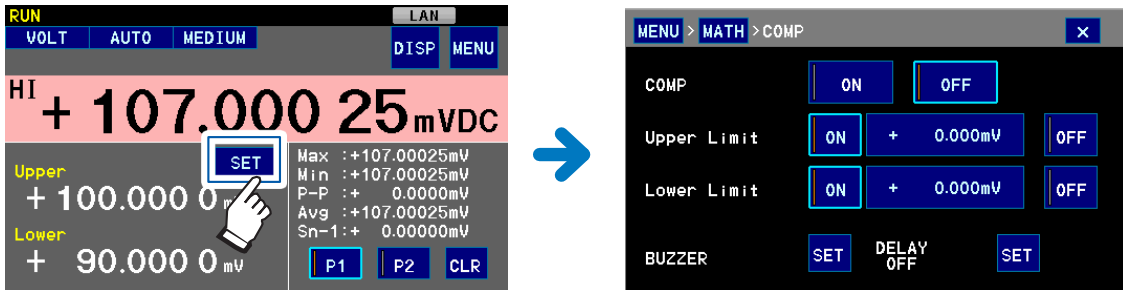 RUN LAN
VOLT AUTO MEDIUM DISP MENU
HI + 107.000 25 mVDC
SET
Upper
+ 100.000 0
Lower
+ 90.000 0 mV
Max :+107.00025mV
Min :+107.00025mV
P-P :+ 0.0000mV
Avg :+107.00025mV
Sn-1:+ 0.00000mV
P1 P2 CLR
MENU > MATH >COMP ×
COMP ON OFF
Upper Limit ON + 0.000mV OFF
Lower Limit ON + 0.000mV OFF
BUZZER SET DELAY SET
OFF